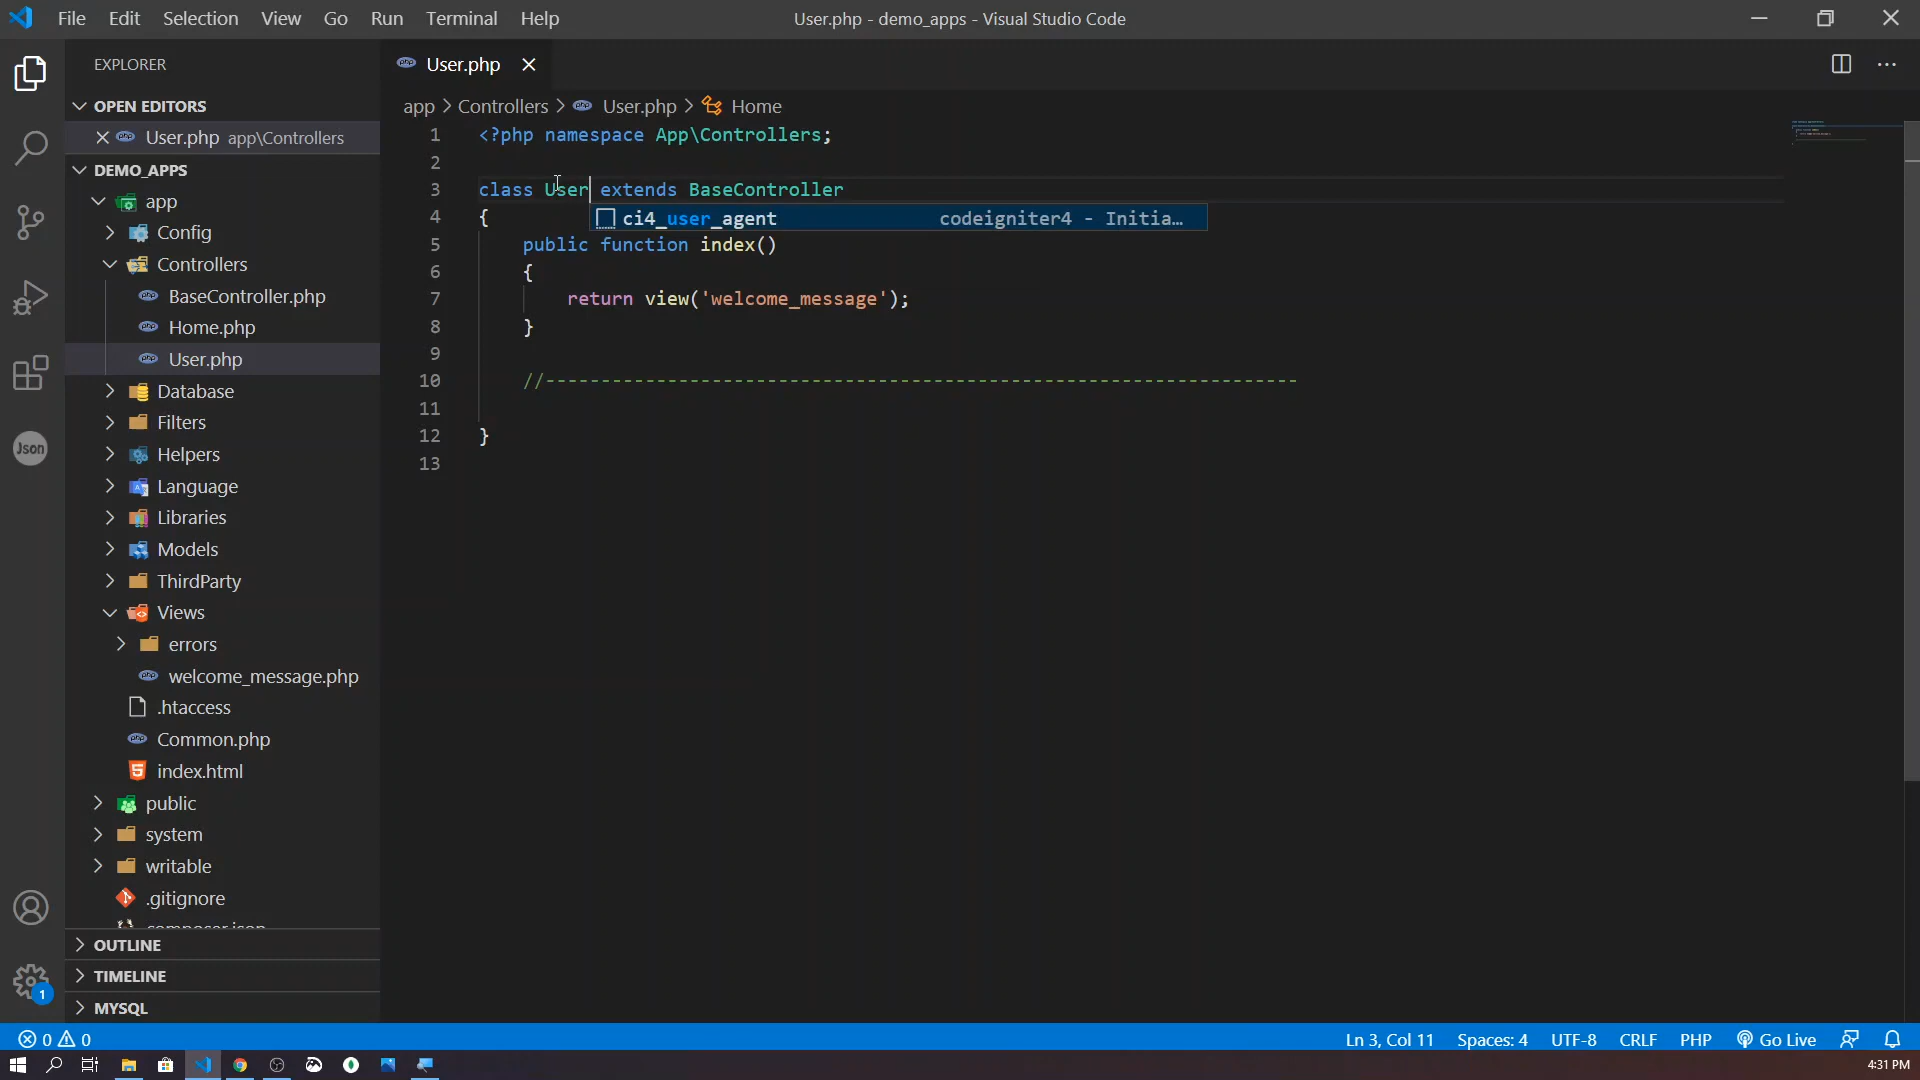 File Edit Selection View Go Run Terminal Help
User.php - demo_apps - Visual Studio Code
EXPLORER
OPEN EDITORS
User.php app\Controllers
DEMO_APPS
app
Config
Controllers
BaseController.php
Home.php
User.php
Database
Filters
Helpers
Language
Libraries
Models
ThirdParty
Views
errors
welcome_message.php
.htaccess
Common.php
index.html
public
system
writable
.gitignore
OUTLINE
TIMELINE
MYSQL
Json
1
User.php
app > Controllers > User.php > Home
1 <?php namespace App\Controllers;
2
3 class User extends BaseController
4 {
ci4_user_agent codeigniter4 - Initia…
5 public function index()
6 {
7 return view('welcome_message');
8 }
9
10 //--------------------------------------------------------------------
11
12 }
13
0 0
Ln 3, Col 11 Spaces: 4 UTF-8 CRLF PHP Go Live
4:31 PM